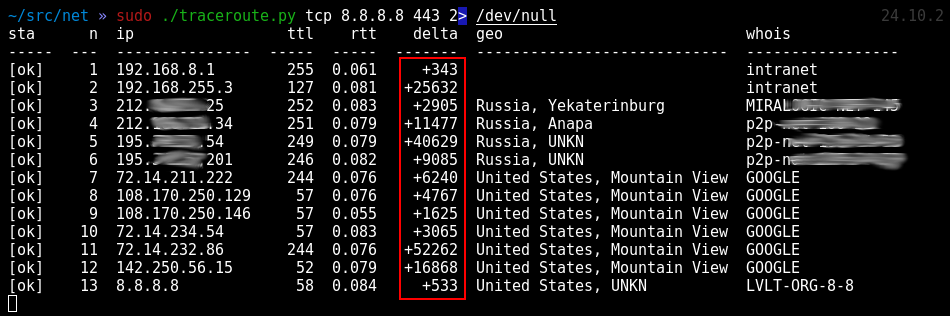 ~/src/net » sudo ./traceroute.py tcp 8.8.8.8 443 2> /dev/null 24.10.2
sta n ip ttl rtt delta geo whois
----- --- --------------- ----- ----- ------- ---------------------------- -----------------
[ok] 1 192.168.8.1 255 0.061 +343 intranet
[ok] 2 192.168.255.3 127 0.081 +25632 intranet
[ok] 3 212. 25 252 0.083 +2905 Russia, Yekaterinburg
[ok] 4 212. .34 251 0.079 +11477 Russia, Anapa p2p-
[ok] 5 195. .54 249 0.079 +40629 Russia, UNKN p2p-
[ok] 6 195. 201 246 0.082 +9085 Russia, UNKN p2p-
[ok] 7 72.14.211.222 244 0.076 +6240 United States, Mountain View GOOGLE
[ok] 8 108.170.250.129 57 0.076 +4767 United States, Mountain View GOOGLE
[ok] 9 108.170.250.146 57 0.055 +1625 United States, Mountain View GOOGLE
[ok] 10 72.14.234.54 57 0.083 +3065 United States, Mountain View GOOGLE
[ok] 11 72.14.232.86 244 0.076 +52262 United States, Mountain View GOOGLE
[ok] 12 142.250.56.15 52 0.079 +16868 United States, Mountain View GOOGLE
[ok] 13 8.8.8.8 58 0.084 +533 United States, UNKN LVLT-ORG-8-8